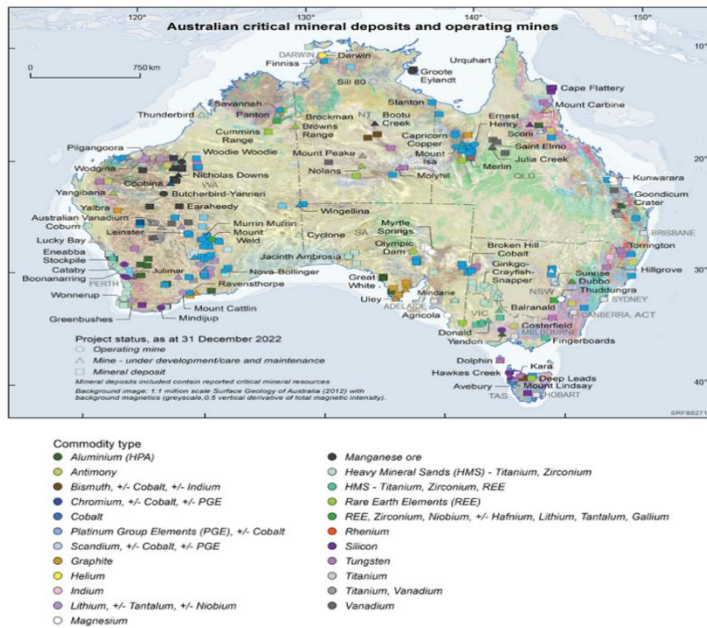 Australian critical mineral deposits and operating mines
120°
130°
140°
150°
10°
20°
30°
40°
0
750 km
DARWIN
Darwin
Finniss
Sill 80
Groote
Eylandt
Urquhart
Cape Flattery
Mount Carbine
Thunderbird
Savannah
Panton
Brockman
Browns
Range
Cummins
Range
NT
Bootu
Creek
Stanton
Capricorn
Copper
Mount
Isa
Ernest
Henry
Sconi
Saint Elmo
Julia Creek
Merlin
QLD
Pilgangoora
Woodie Woodie
Wodgina
Nicholas Downs
Coobina
WA
Butcherbird-Yanneri
Yangibana
Yalbra
Earaheedy
Mount Peake
Nolans
Molyhil
Kunwarara
Goondicum
Crater
BRISBANE
Australian Vanadium
Coburn
Leinster
Murrin Murrin
Mount
Weld
Wingellina
Lucky Bay
Cyclone
SA
Myrtle
Springs
Olympic
Dam
Jacinth Ambrosia
Eneabba
Stockpile
Cataby
Boonanarring
Julimar
Nova-Bollinger
PERTH
Ravensthorpe
Wonnerup
Greenbushes
Mount Cattlin
Mindijup
Great
White
Uley
ADELAIDE
Mindarie
Agricola
Broken Hill
Cobalt
Ginkgo-
Crayfish-
Snapper
Torrington
Hillgrove
Sunrise
Dubbo
NSW
Thuddungra
SYDNEY
Balranald
CANBERRA, ACT
VIC
Donald
Yendon
Costerfield
MELBOURNE
Fingerboards
Dolphin
Kara
Hawkes Creek
Deep Leads
Avebury
Mount Lindsay
TAS
HOBART
Project status, as at 31 December 2022
Operating mine
Mine - under development/care and maintenance
Mineral deposit
Mineral deposits included contain reported critical mineral resources
Background image: 1:1 million scale Surface Geology of Australia (2012) with
background magnetics (greyscale,0.5 vertical derivative of total magnetic intensity).
Commodity type
Aluminium (HPA)
Antimony
Bismuth, +/- Cobalt, +/- Indium
Chromium, +/- Cobalt, +/- PGE
Cobalt
Platinum Group Elements (PGE), +/- Cobalt
Scandium, +/- Cobalt, +/- PGE
Graphite
Helium
Indium
Lithium, +/- Tantalum, +/- Niobium
Magnesium
Manganese ore
Heavy Mineral Sands (HMS) - Titanium, Zirconium
HMS - Titanium, Zirconium, REE
Rare Earth Elements (REE)
REE, Zirconium, Niobium, +/- Hafnium, Lithium, Tantalum, Gallium
Rhenium
Silicon
Tungsten
Titanium
Titanium, Vanadium
Vanadium